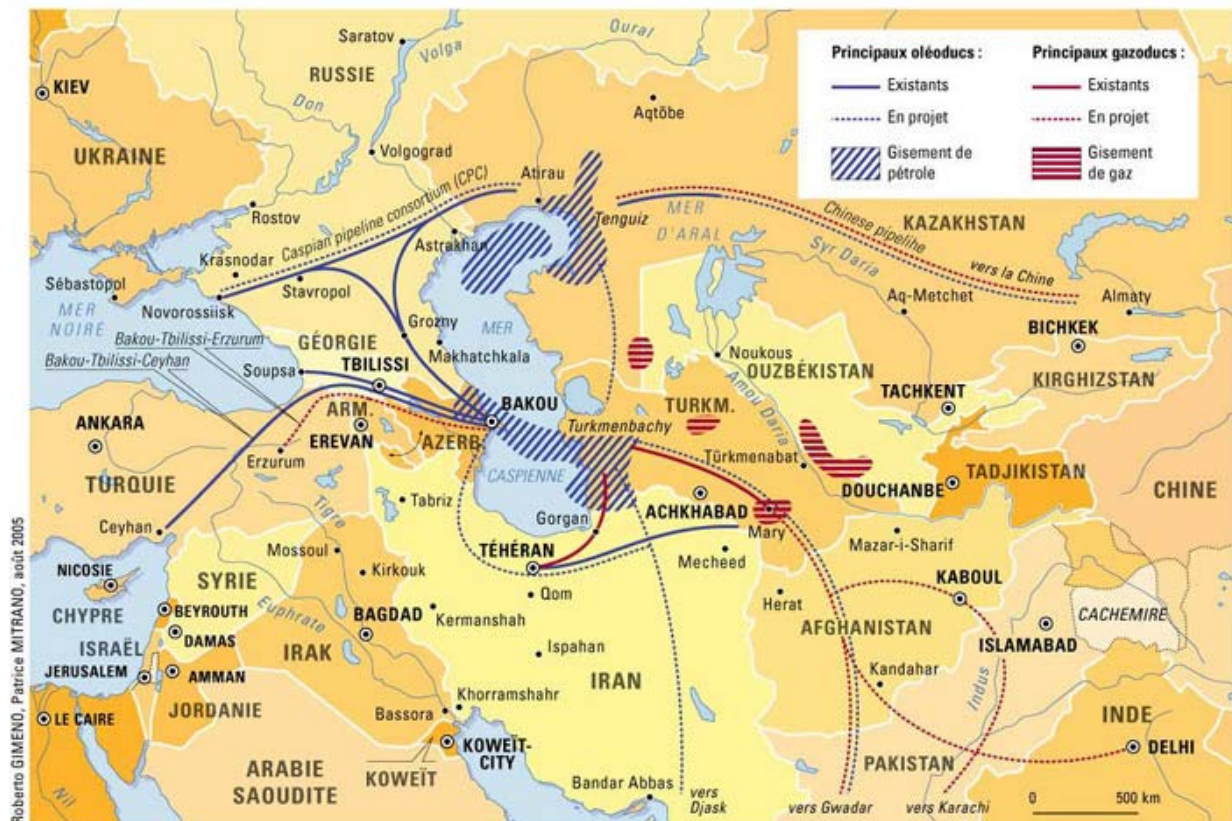 Principaux oléoducs :
Existants
En projet
Gisement de
pétrole
Principaux gazoducs :
Existants
En projet
Gisement
de gaz
Saratov
Volga
Oural
RUSSIE
KIEV
Don
Aqtöbe
UKRAINE
Volgograd
Atirau
Rostov
Caspian pipeline consortium (CPC)
Tenguiz
MER
D'ARAL
Chinese pipelihe
KAZAKHSTAN
Astrakhan
Krasnodar
Syr Daria
vers la Chine
Sébastopol
Stavropol
Aq-Metchet
Almaty
MER
NOIRE
Novorossiisk
Grozny
MER
BICHKEK
Bakou-Tbilissi-Erzurum
GÉORGIE
Makhatchkala
Noukous
Bakou-Tbilissi-Ceyhan
TBILISSI
OUZBÉKISTAN
KIRGHIZSTAN
Soupsa
Amou Daria
TACHKENT
ANKARA
ARM.
BAKOU
TURKM.
EREVAN
AZERB.
Turkmenbachy
Erzurum
Türkmenabat
TADJIKISTAN
TURQUIE
CASPIENNE
CHINE
Tabriz
DOUCHANBE
Tigre
ACHKHABAD
Ceyhan
Gorgan
Mary
Mossoul
TÉHÉRAN
Mecheed
Mazar-i-Sharif
NICOSIE
SYRIE
Kirkouk
KABOUL
CHYPRE
BEYROUTH
Euphrate
BAGDAD
Qom
Kermanshah
Herat
CACHEMIRE
ISRAËL
DAMAS
AFGHANISTAN
ISLAMABAD
JERUSALEM
AMMAN
IRAK
Ispahan
IRAN
Kandahar
Indus
LE CAIRE
JORDANIE
Khorramshahr
Bassora
INDE
KOWEÏT-
CITY
DELHI
ARABIE
SAOUDITE
KOWEÏT
PAKISTAN
Nil
Bandar Abbas
vers
Djask
vers Gwadar
vers Karachi
0
500 km
Roberto GIMENO, Patrice MITRANO, août 2005